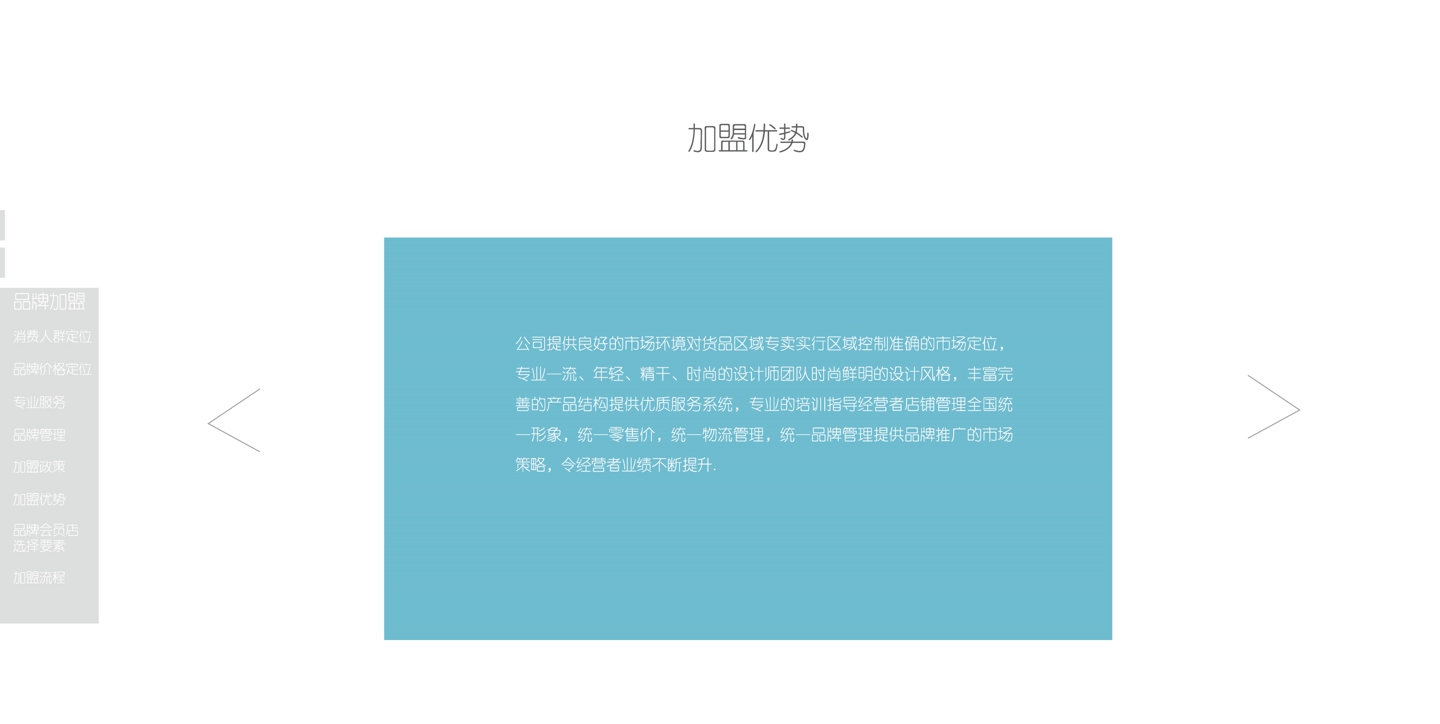 加盟优势
品牌加盟
消费人群定位
品牌价格定位
专业服务
品牌管理
加盟政策
加盟优势
品牌会员店
选择要素
加盟流程
公司提供良好的市场环境对货品区域专卖实行区域控制准确的市场定位，
专业一流、年轻、精干、时尚的设计师团队时尚鲜明的设计风格，丰富完
善的产品结构提供优质服务系统，专业的培训指导经营者店铺管理全国统
一形象，统一零售价，统一物流管理，统一品牌管理提供品牌推广的市场
策略，令经营者业绩不断提升.